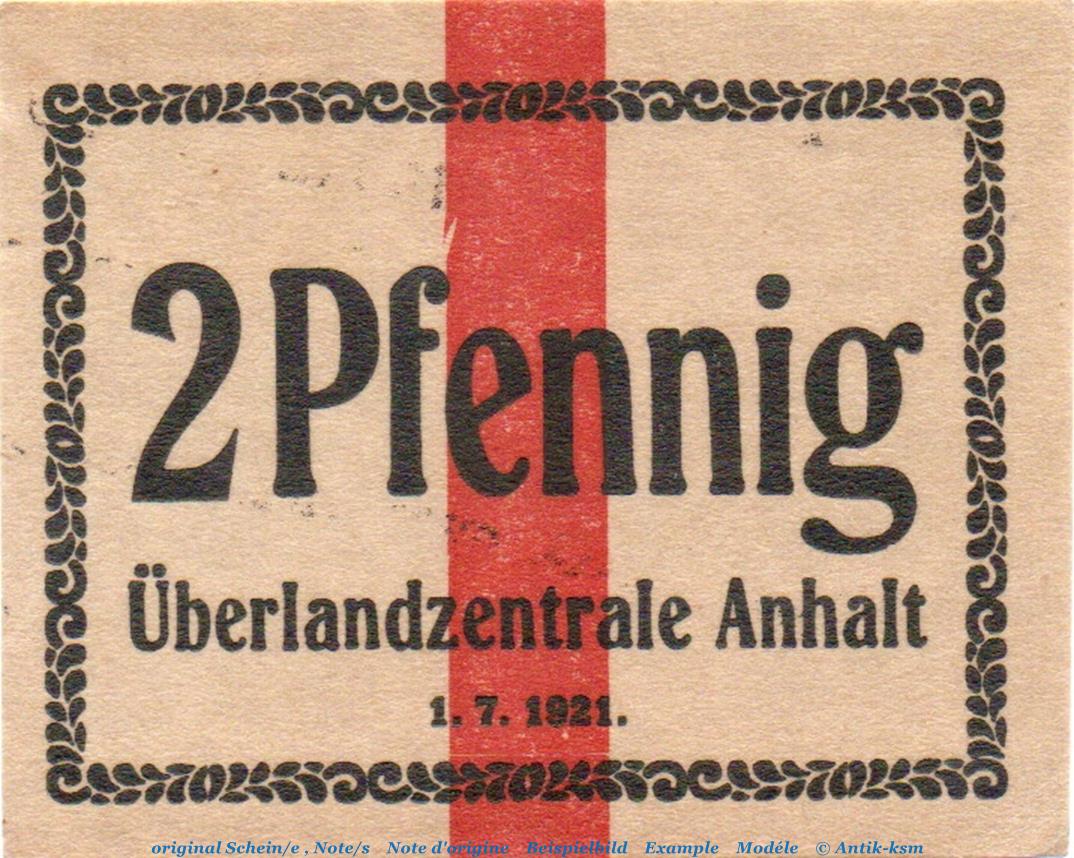 2 Pfennig
Überlandzentrale Anhalt
1. 7. 1921.
original Schein/e , Note/s Note d'origine Beispielbild Example Modéle © Antik-ksm